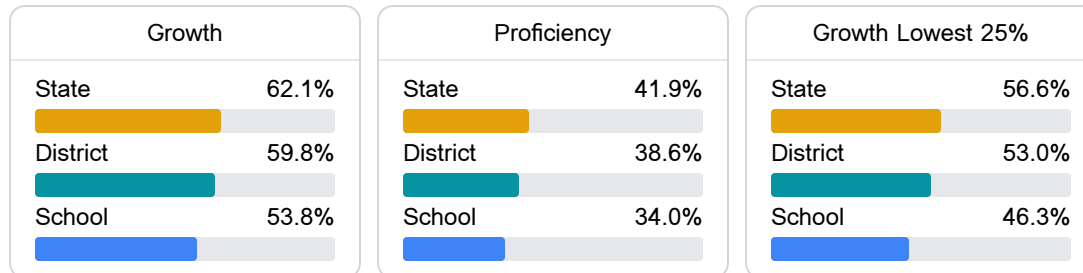 Growth
State 62.1%
District 59.8%
School 53.8%
Proficiency
State 41.9%
District 38.6%
School 34.0%
Growth Lowest 25%
State 56.6%
District 53.0%
School 46.3%